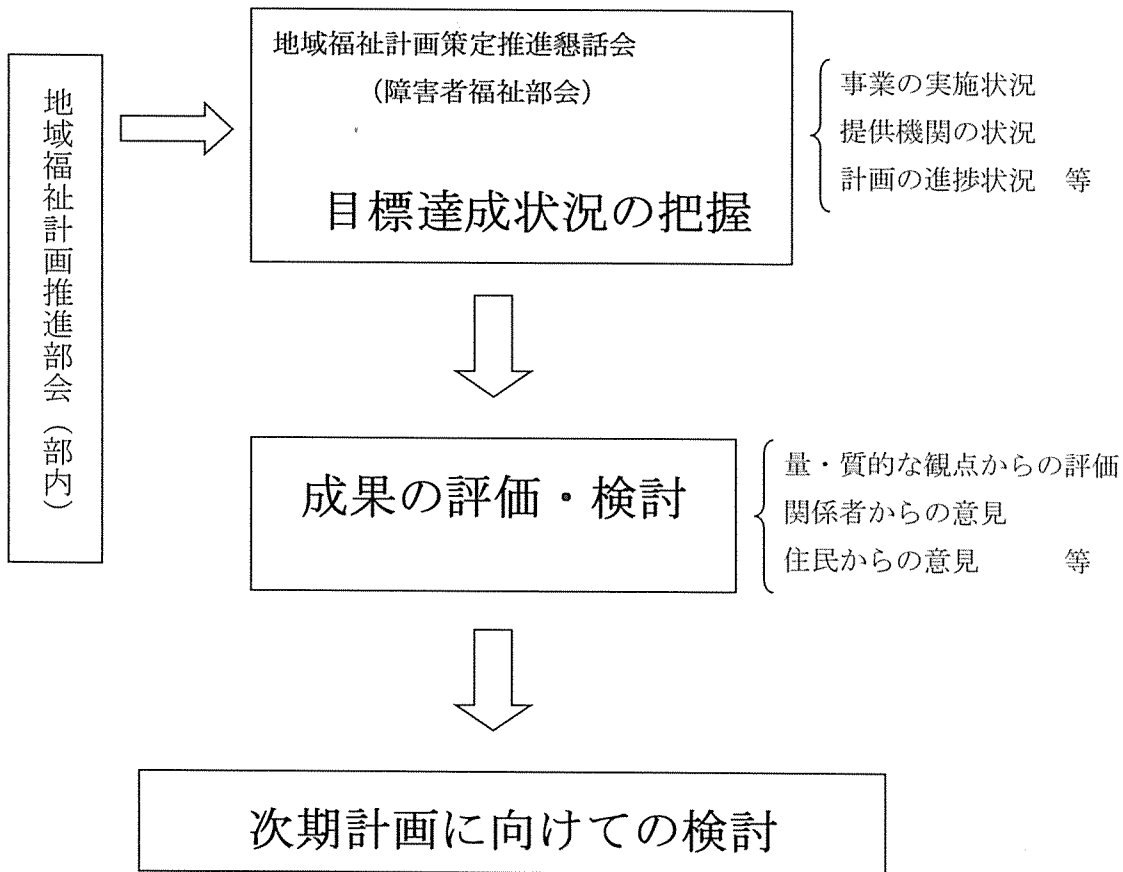 地域福祉計画推進部会（部内）
地域福祉計画策定推進懇話会
（障害者福祉部会）
目標達成状況の把握
事業の実施状況
提供機関の状況
計画の進捗状況　等
成果の評価・検討
量・質的な観点からの評価
関係者からの意見
住民からの意見　　　等
次期計画に向けての検討